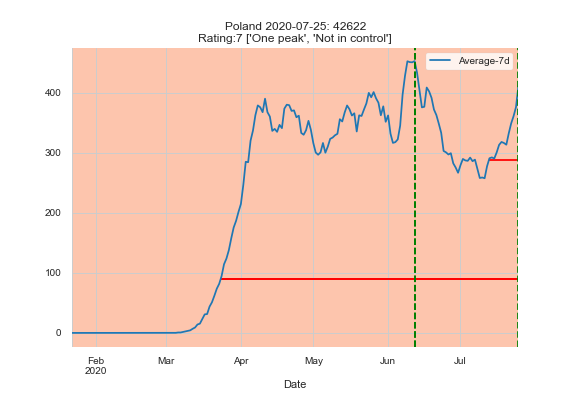 Poland 2020-07-25: 42622
Rating:7 ['One peak', 'Not in control']
Average-7d
400
300
200
100
0
Feb Mar Apr May Jun Jul
2020
Date